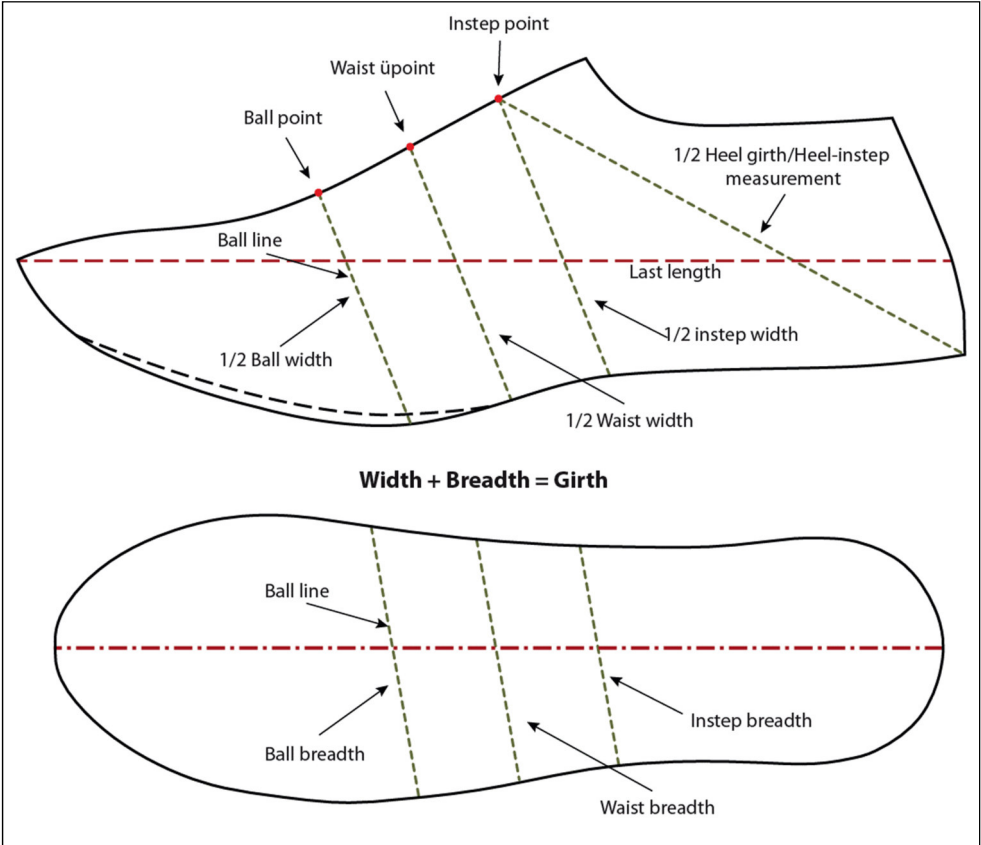 Instep point
Waist üpoint
Ball point
1/2 Heel girth/Heel-instep
measurement
Ball line
Last length
1/2 instep width
1/2 Ball width
1/2 Waist width
Width + Breadth = Girth
Ball line
Instep breadth
Ball breadth
Waist breadth